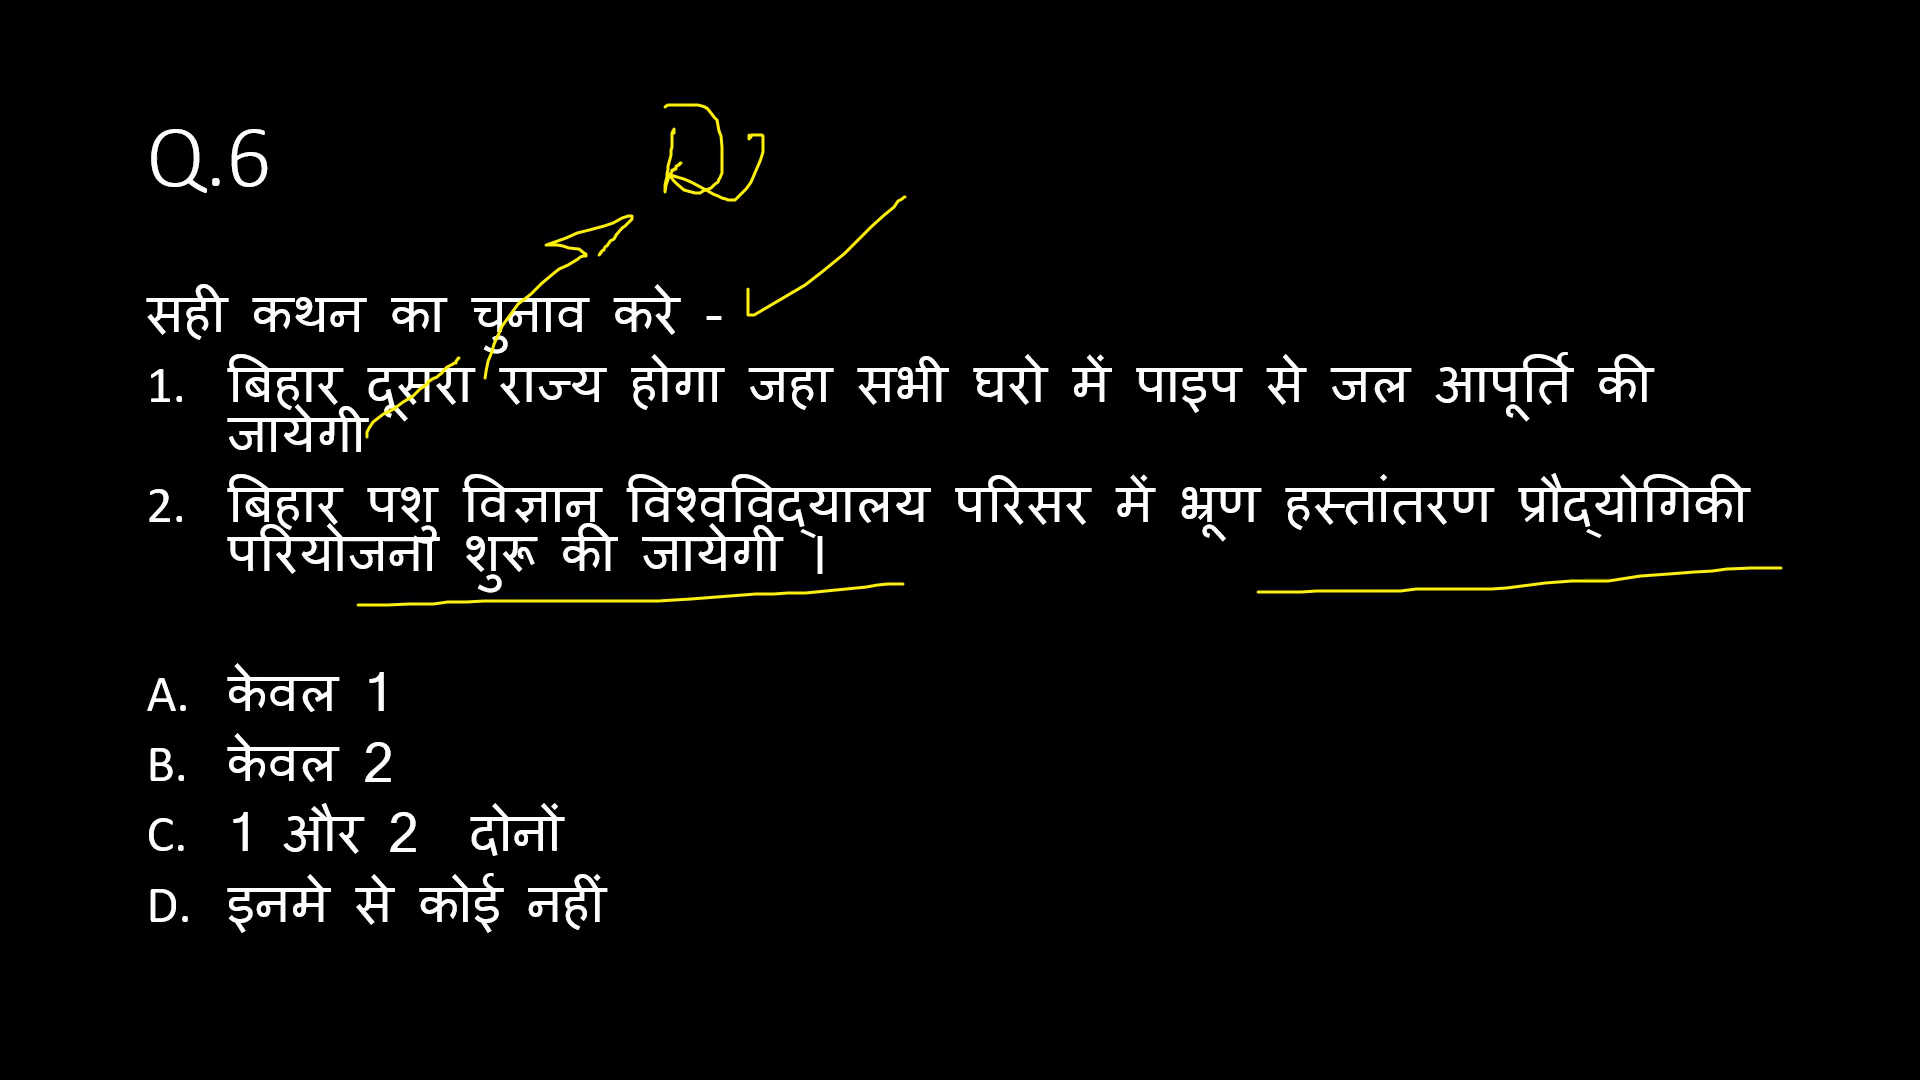 Q.6
सही कथन का चुनाव करे -
1. बिहार दूसरा राज्य होगा जहा सभी घरो में पाइप से जल आपूर्ति की
जायेगी
2. बिहार पशु विज्ञान विश्वविद्यालय परिसर में भ्रूण हस्तांतरण प्रौद्योगिकी
परियोजना शुरू की जायेगी ।
A. केवल 1
B. केवल 2
C. 1 और 2 दोनों
D. इनमे से कोई नहीं